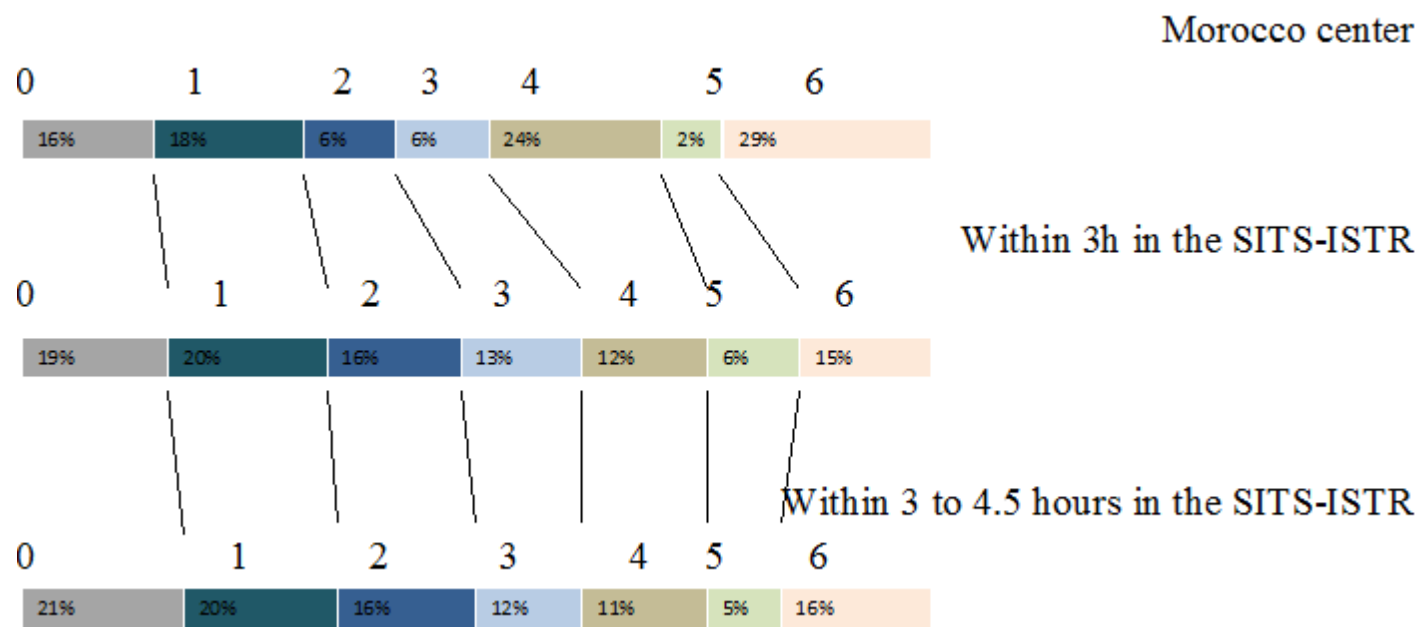 Morocco center
0 1 2 3 4 5 6
16% 18% 6% 6% 24% 2% 29%
Within 3h in the SITS-ISTR
0 1 2 3 4 5 6
19% 20% 16% 13% 12% 6% 15%
Within 3 to 4.5 hours in the SITS-ISTR
0 1 2 3 4 5 6
21% 20% 16% 12% 11% 5% 16%